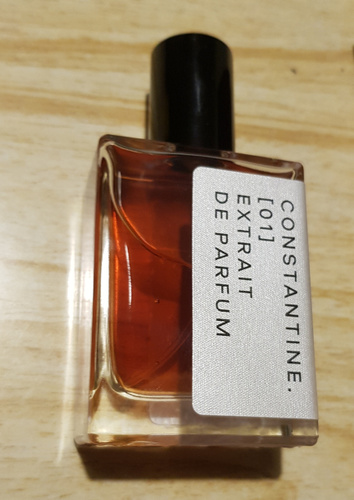 CONSTANTINE.
[01]
EXTRAIT
DE PARFUM